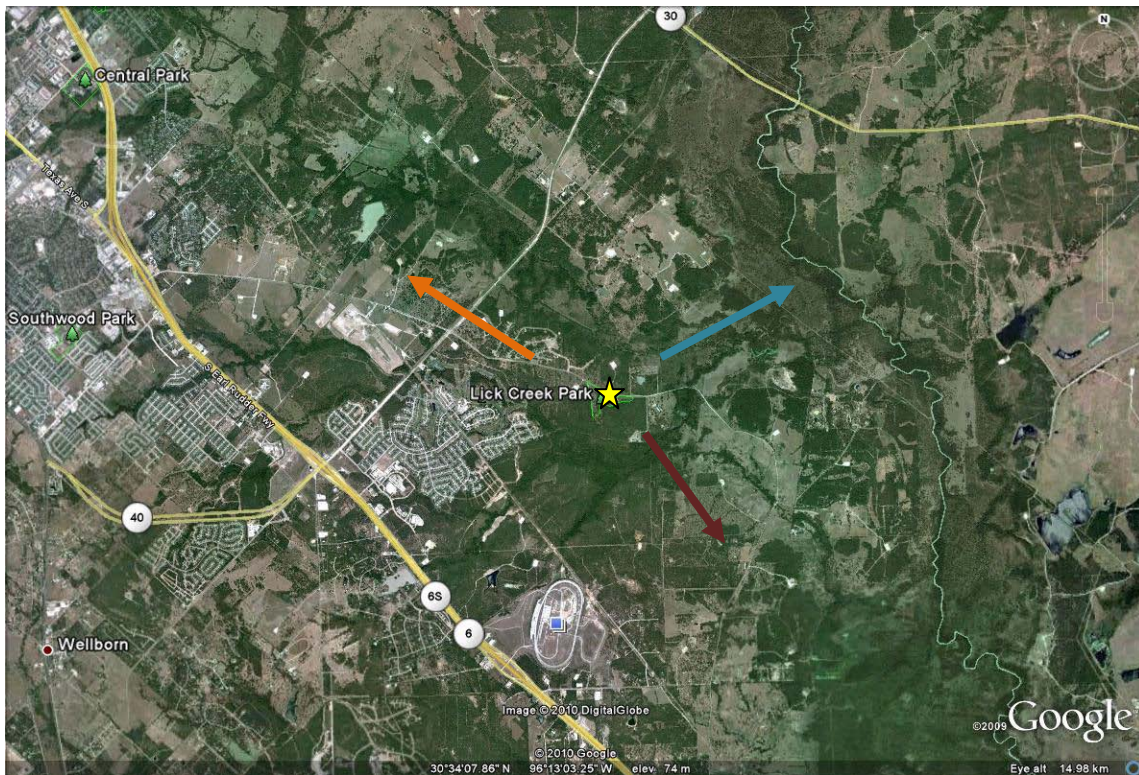 30
N
Central Park
Texas Ave S
Southwood Park
S Earl Rudder Fwy
Lick Creek Park
40
6S
6
Wellborn
Image © 2010 DigitalGlobe
©2009 Google
© 2010 Google
30°34'07.86" N 96°13'03.25" W elev 74 m
Eye alt 14.98 km